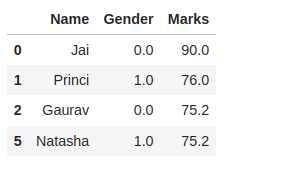 Name Gender Marks
0 Jai 0.0 90.0
1 Princi 1.0 76.0
2 Gaurav 0.0 75.2
5 Natasha 1.0 75.2